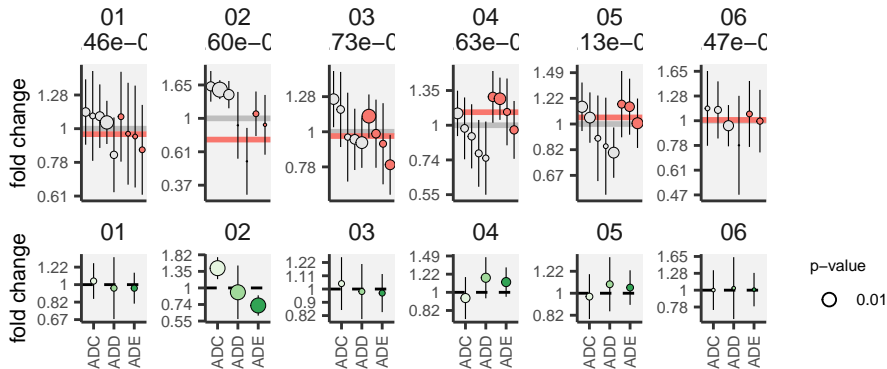 01 02 03 04 05 06
.46e−0 .60e−0 .73e−0 .63e−0 .13e−0 .47e−0
fold change
1.28 1 0.78 0.61
1.65 1 0.61 0.37
1.28 1 0.78
1.35 1 0.74 0.55
1.49 1.22 1 0.82 0.67
1.65 1.28 1 0.78 0.61 0.47
01 02 03 04 05 06
fold change
1.22 1 0.82 0.67
1.82 1.35 1 0.74 0.55
1.22 1.11 1 0.9 0.82
1.49 1.22 1 0.82
1.22 1 0.82
1.65 1.28 1 0.78
ADC ADD ADE ADC ADD ADE ADC ADD ADE ADC ADD ADE ADC ADD ADE ADC ADD ADE
p−value
0.01